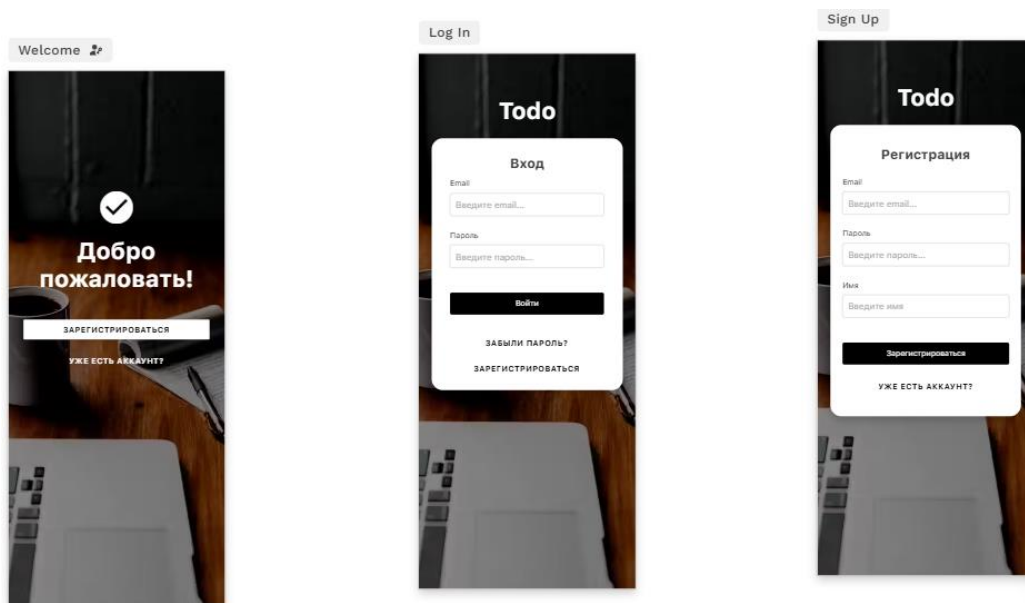 Welcome
Добро
пожаловать!
ЗАРЕГИСТРИРОВАТЬСЯ
УЖЕ ЕСТЬ АККАУНТ?
Log In
Todo
Вход
Email
Введите email...
Пароль
Введите пароль...
Войти
ЗАБЫЛИ ПАРОЛЬ?
ЗАРЕГИСТРИРОВАТЬСЯ
Sign Up
Todo
Регистрация
Email
Введите email...
Пароль
Введите пароль...
Имя
Введите имя
Зарегистрироваться
УЖЕ ЕСТЬ АККАУНТ?